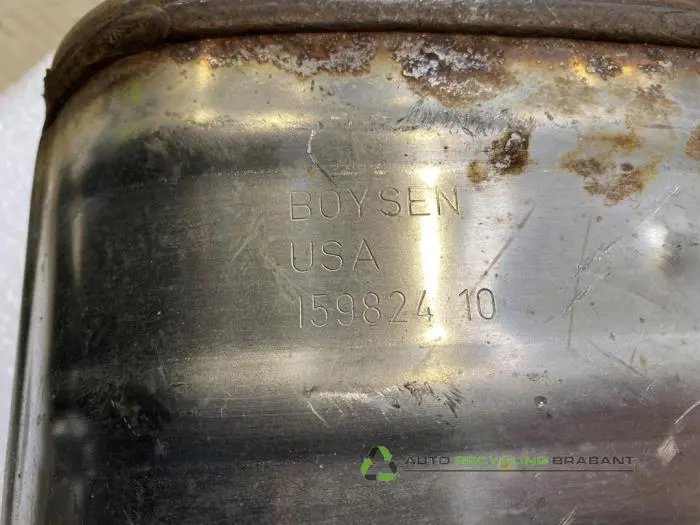 BOYSEN
USA
159824 10
AUTO RECYCLING BRABANT